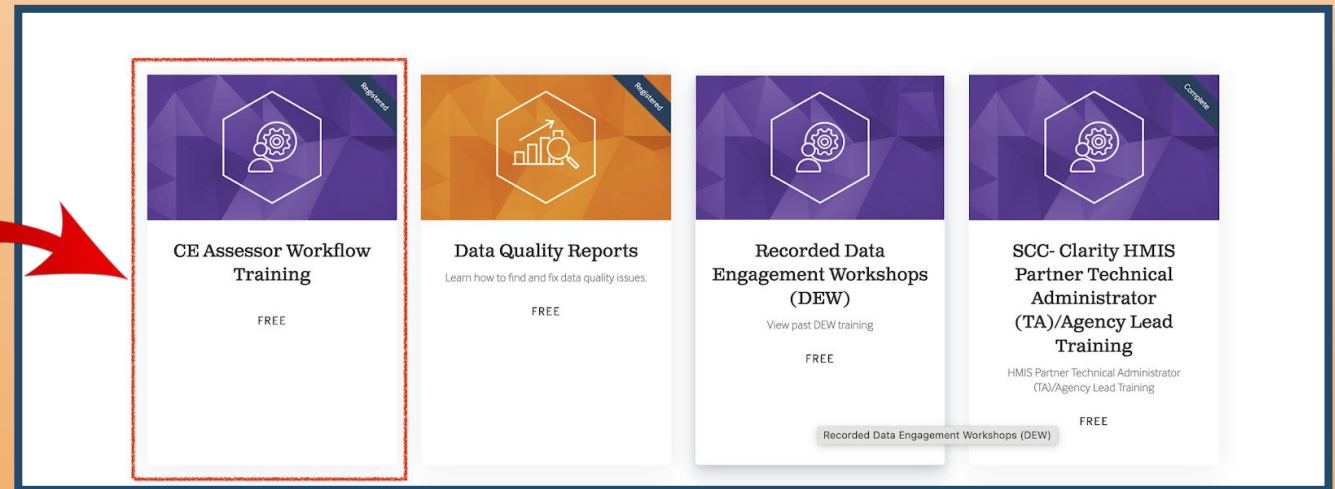 Registered
CE Assessor Workflow
Training
FREE
Registered
Data Quality Reports
Learn how to find and fix data quality issues.
FREE
Recorded Data
Engagement Workshops
(DEW)
View past DEW training
FREE
Recorded Data Engagement Workshops (DEW)
Complete
SCC- Clarity HMIS
Partner Technical
Administrator
(TA)/Agency Lead
Training
HMIS Partner Technical Administrator
(TA)/Agency Lead Training
FREE